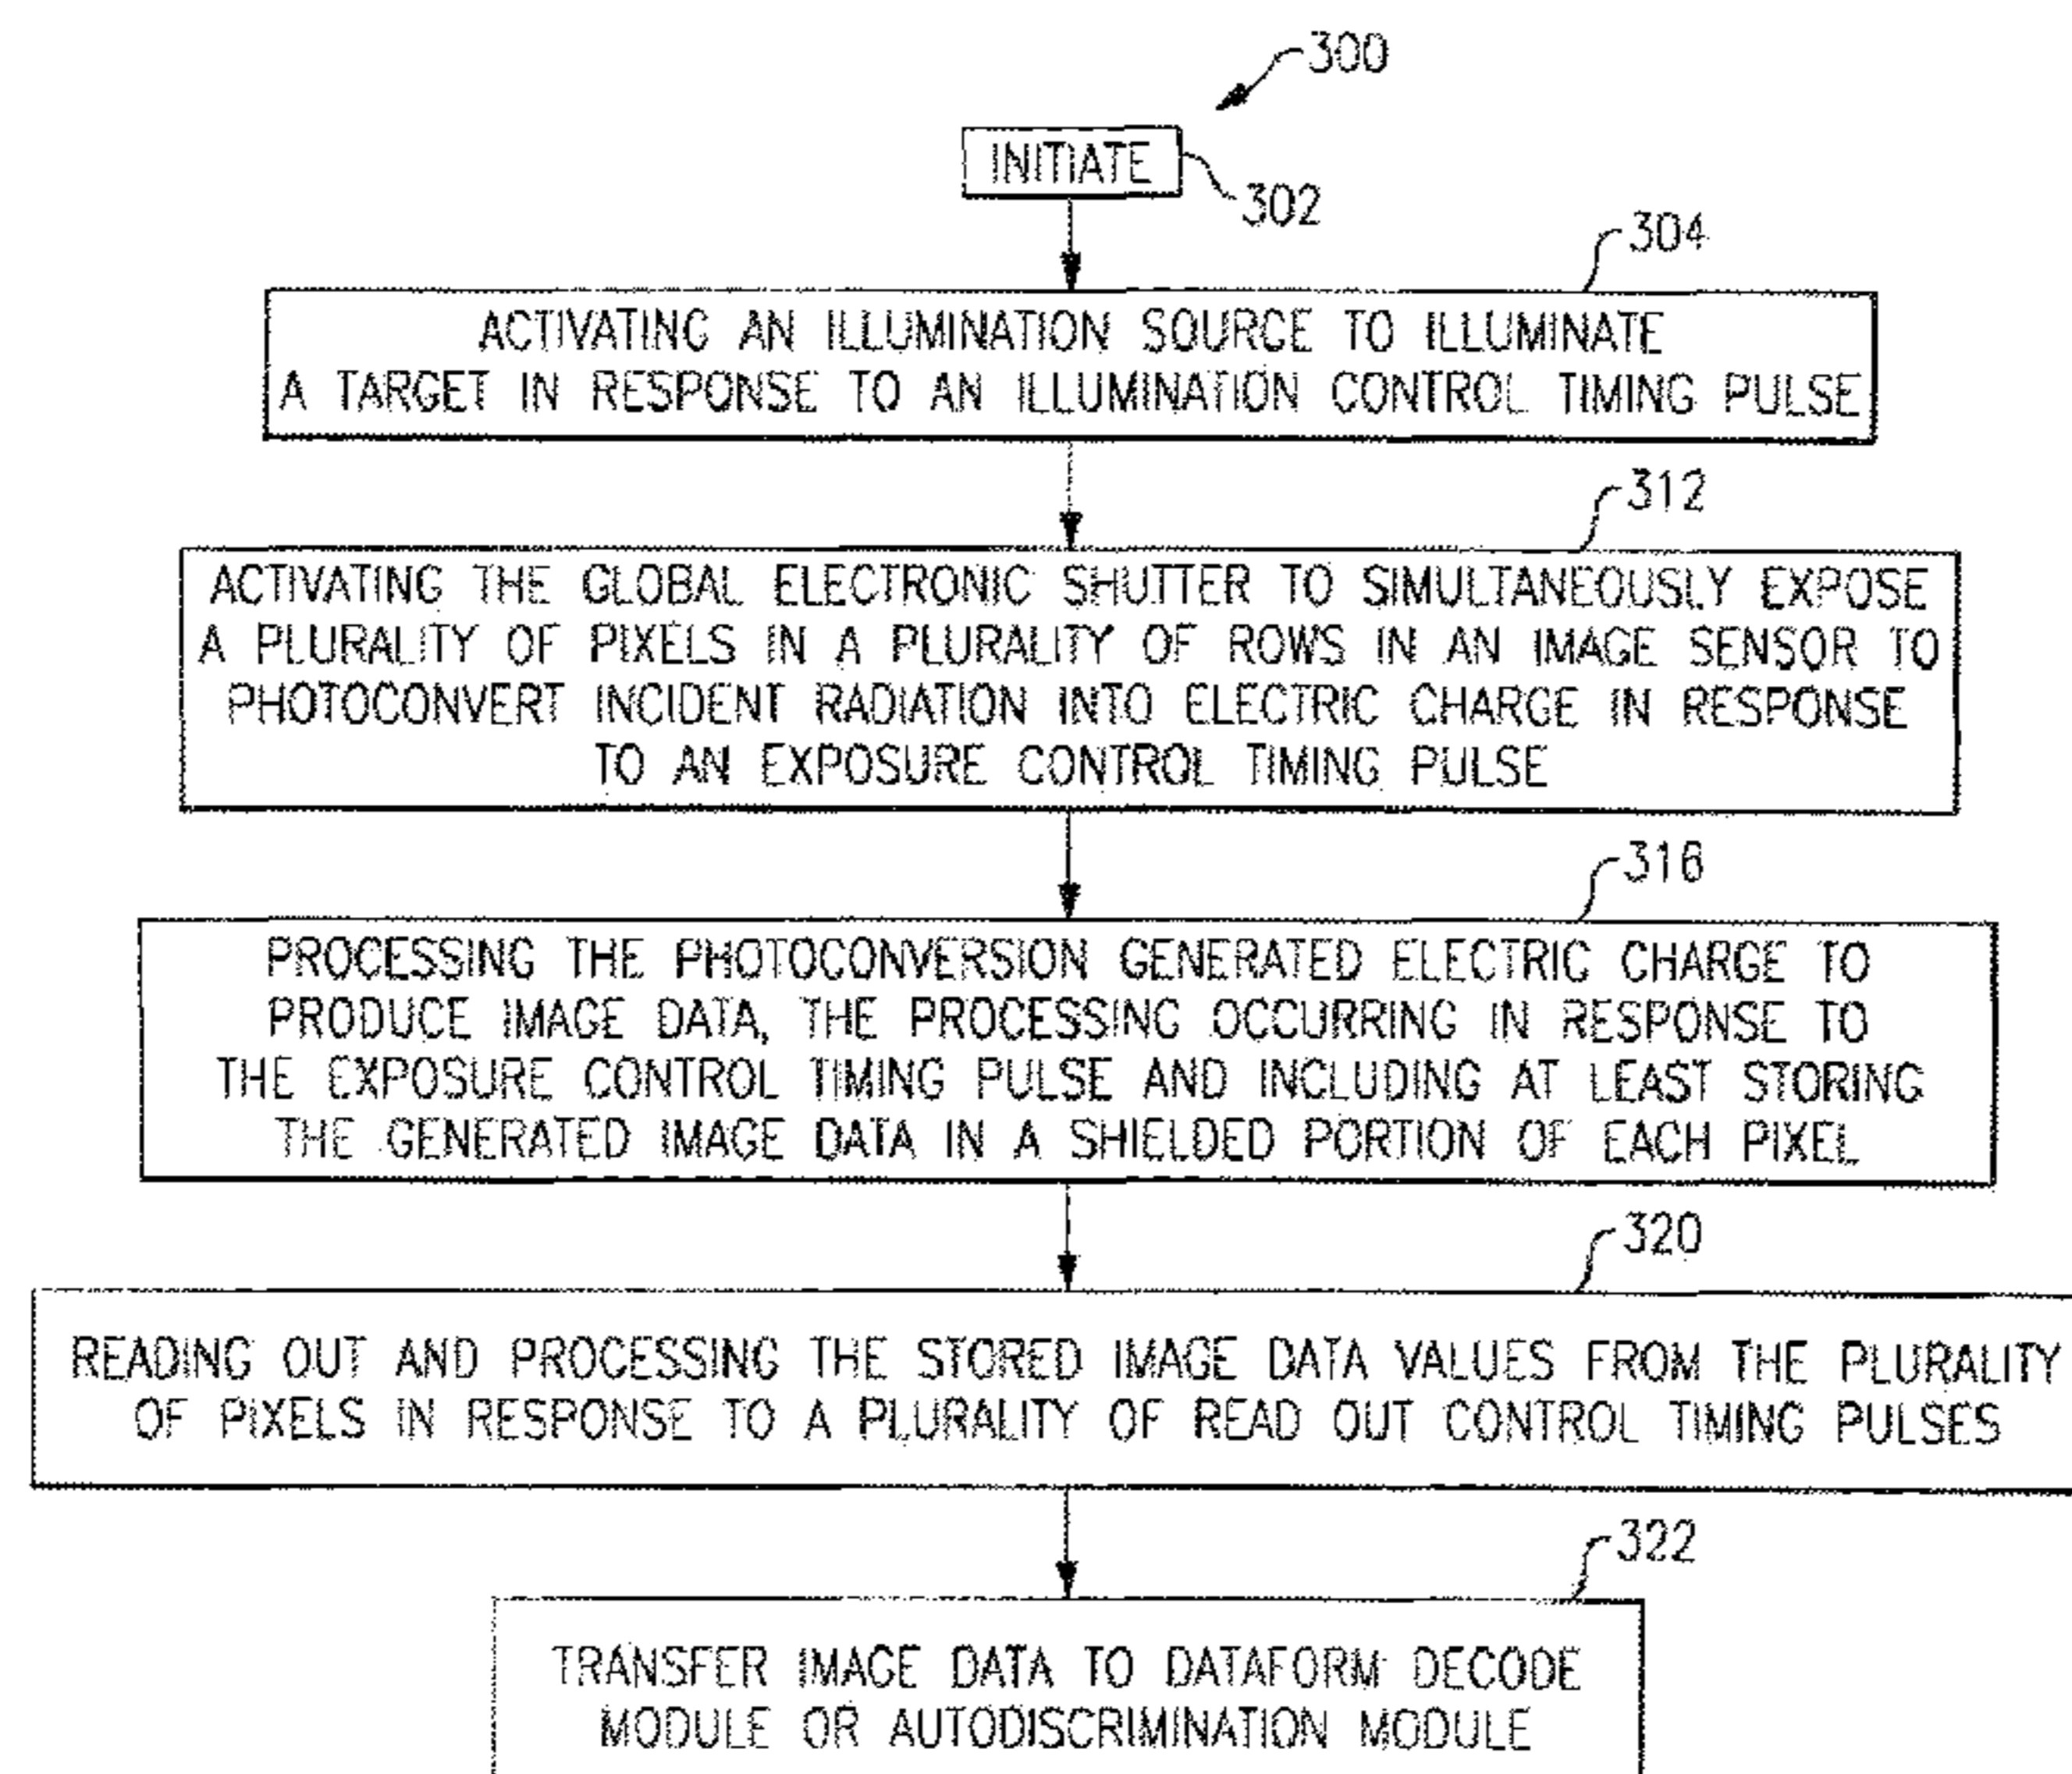 300
INITIATE
302
304
ACTIVATING AN ILLUMINATION SOURCE TO ILLUMINATE
A TARGET IN RESPONSE TO AN ILLUMINATION CONTROL TIMING PULSE
312
ACTIVATING THE GLOBAL ELECTRONIC SHUTTER TO SIMULTANEOUSLY EXPOSE
A PLURALITY OF PIXELS IN A PLURALITY OF ROWS IN AN IMAGE SENSOR TO
PHOTOCONVERT INCIDENT RADIATION INTO ELECTRIC CHARGE IN RESPONSE
TO AN EXPOSURE CONTROL TIMING PULSE
316
PROCESSING THE PHOTOCONVERSION GENERATED ELECTRIC CHARGE TO
PRODUCE IMAGE DATA, THE PROCESSING OCCURRING IN RESPONSE TO
THE EXPOSURE CONTROL TIMING PULSE AND INCLUDING AT LEAST STORING
THE GENERATED IMAGE DATA IN A SHIELDED PORTION OF EACH PIXEL
320
READING OUT AND PROCESSING THE STORED IMAGE DATA VALUES FROM THE PLURALITY
OF PIXELS IN RESPONSE TO A PLURALITY OF READ OUT CONTROL TIMING PULSES
322
TRANSFER IMAGE DATA TO DATAFORM DECODE
MODULE OR AUTODISCRIMINATION MODULE